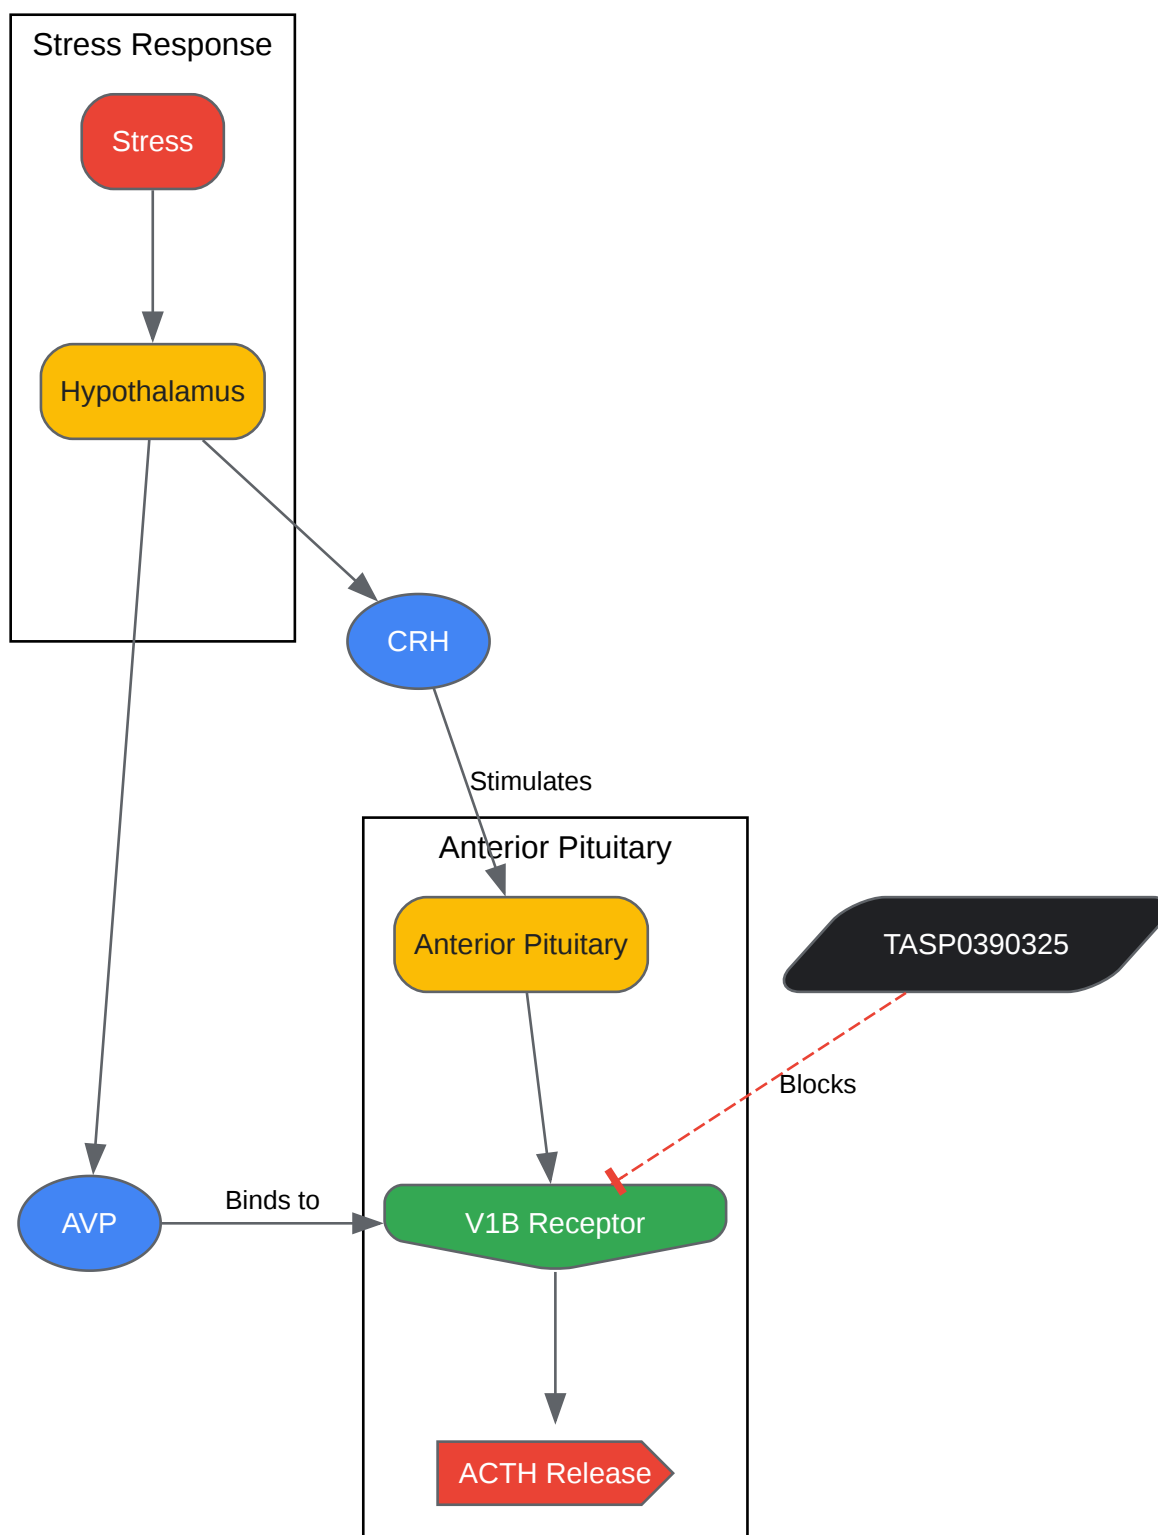 Stress Response
Stress
Hypothalamus
CRH
Stimulates
Anterior Pituitary
Anterior Pituitary
TASP0390325
Blocks
AVP
Binds to
V1B Receptor
ACTH Release